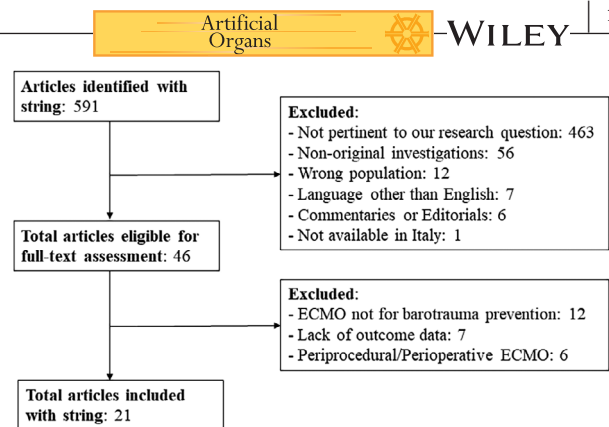 Artificial
Organs
WILEY
Articles identified with
string: 591
Excluded:
- Not pertinent to our research question: 463
- Non-original investigations: 56
- Wrong population: 12
- Language other than English: 7
- Commentaries or Editorials: 6
- Not available in Italy: 1
Total articles eligible for
full-text assessment: 46
Excluded:
- ECMO not for barotrauma prevention: 12
- Lack of outcome data: 7
- Periprocedural/Perioperative ECMO: 6
Total articles included
with string: 21